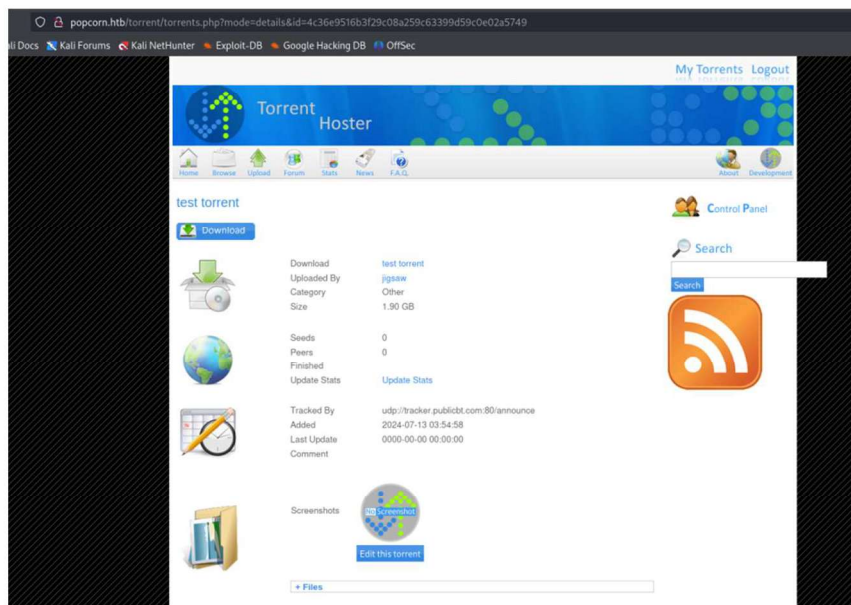 popcorn.htb/torrent/torrents.php?mode=details&id=4c36e9516b3f29c08a259c63399d59c0e02a5749
li Docs Kali Forums Kali NetHunter Exploit-DB Google Hacking DB OffSec
My Torrents Logout
Torrent
Hoster
Home Browse Upload Forum Stats News F.A.Q. About Development
test torrent
Control Panel
Download
Search
Search
Download test torrent
Uploaded By jigsaw
Category Other
Size 1.90 GB
Seeds 0
Peers 0
Finished
Update Stats Update Stats
Tracked By udp://tracker.publicbt.com:80/announce
Added 2024-07-13 03:54:58
Last Update 0000-00-00 00:00:00
Comment
Screenshots No Screenshot
Edit this torrent
+ Files